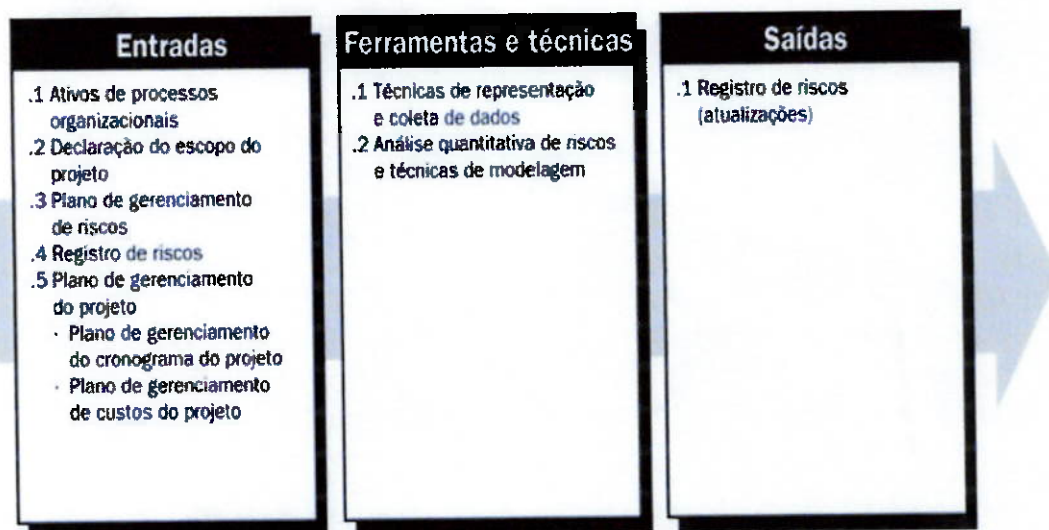 Entradas
.1 Ativos de processos
organizacionais
.2 Declaração do escopo do
projeto
.3 Plano de gerenciamento
de riscos
.4 Registro de riscos
.5 Plano de gerenciamento
do projeto
· Plano de gerenciamento
do cronograma do projeto
· Plano de gerenciamento
de custos do projeto
Ferramentas e técnicas
.1 Técnicas de representação
e coleta de dados
.2 Análise quantitativa de riscos
e técnicas de modelagem
Saídas
.1 Registro de riscos
(atualizações)